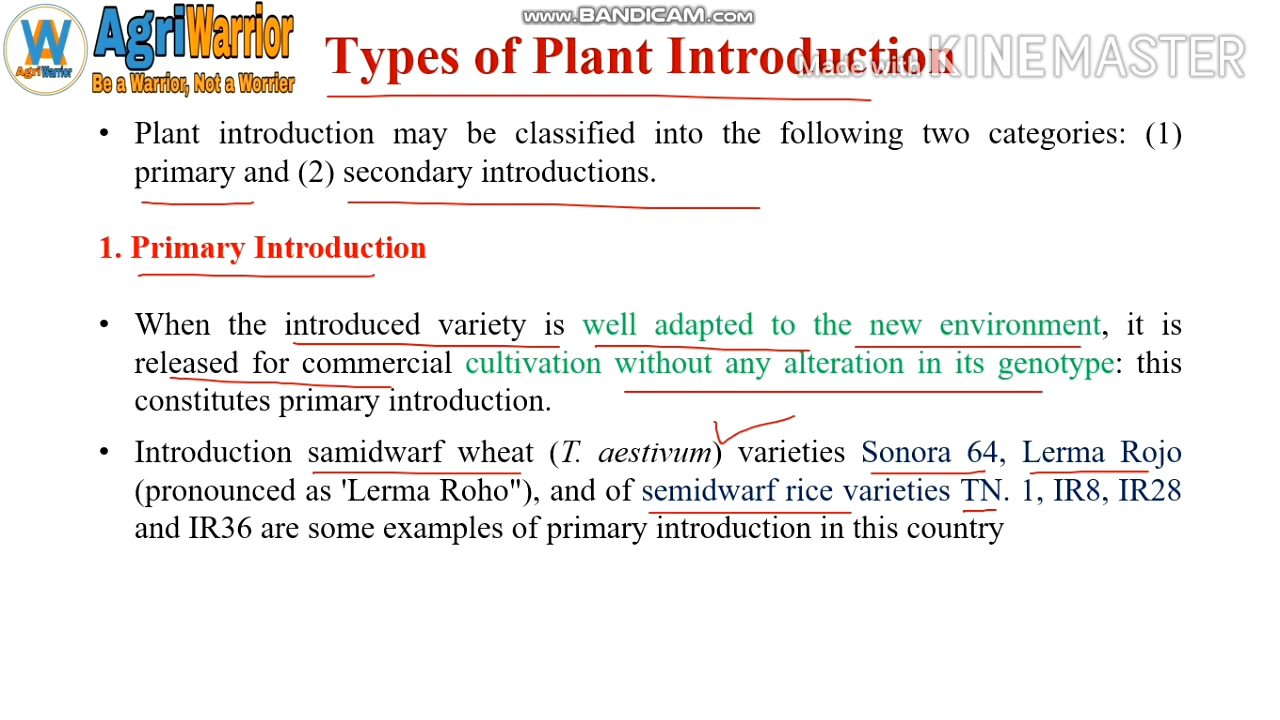 www.BANDICAM.com
AgriWarrior
Be a Warrior, Not a Worrier
AgriWarrior
Types of Plant Introduction
Made with KINEMASTER
• Plant introduction may be classified into the following two categories: (1)
primary and (2) secondary introductions.
1. Primary Introduction
• When the introduced variety is well adapted to the new environment, it is
released for commercial cultivation without any alteration in its genotype: this
constitutes primary introduction.
• Introduction samidwarf wheat (T. aestivum) varieties Sonora 64, Lerma Rojo
(pronounced as 'Lerma Roho"), and of semidwarf rice varieties TN. 1, IR8, IR28
and IR36 are some examples of primary introduction in this country